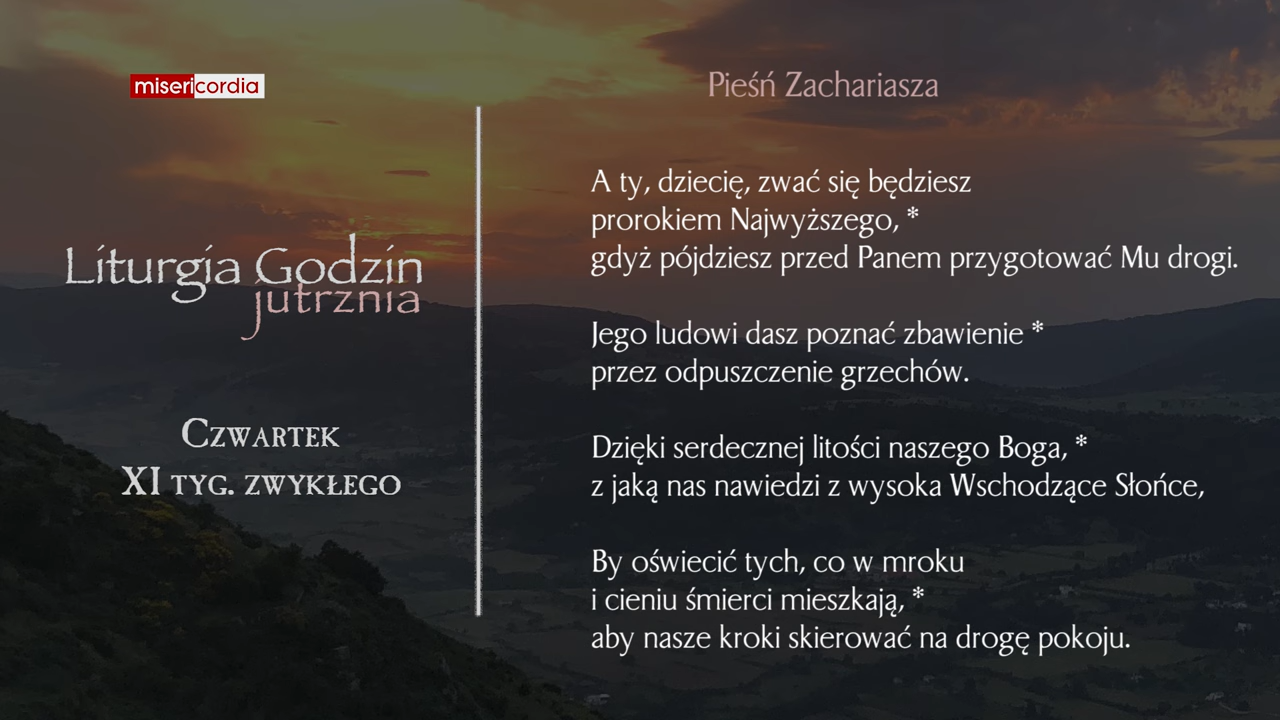 misericordia
Liturgia Godzin
jutrznia
Czwartek
XI tyg. zwykłego
Pieśń Zachariasza
A ty, dziecię, zwać się będziesz
prorokiem Najwyższego, *
gdyż pójdziesz przed Panem przygotować Mu drogi.
Jego ludowi dasz poznać zbawienie *
przez odpuszczenie grzechów.
Dzięki serdecznej litości naszego Boga, *
z jaką nas nawiedzi z wysoka Wschodzące Słońce,
By oświecić tych, co w mroku
i cieniu śmierci mieszkają, *
aby nasze kroki skierować na drogę pokoju.